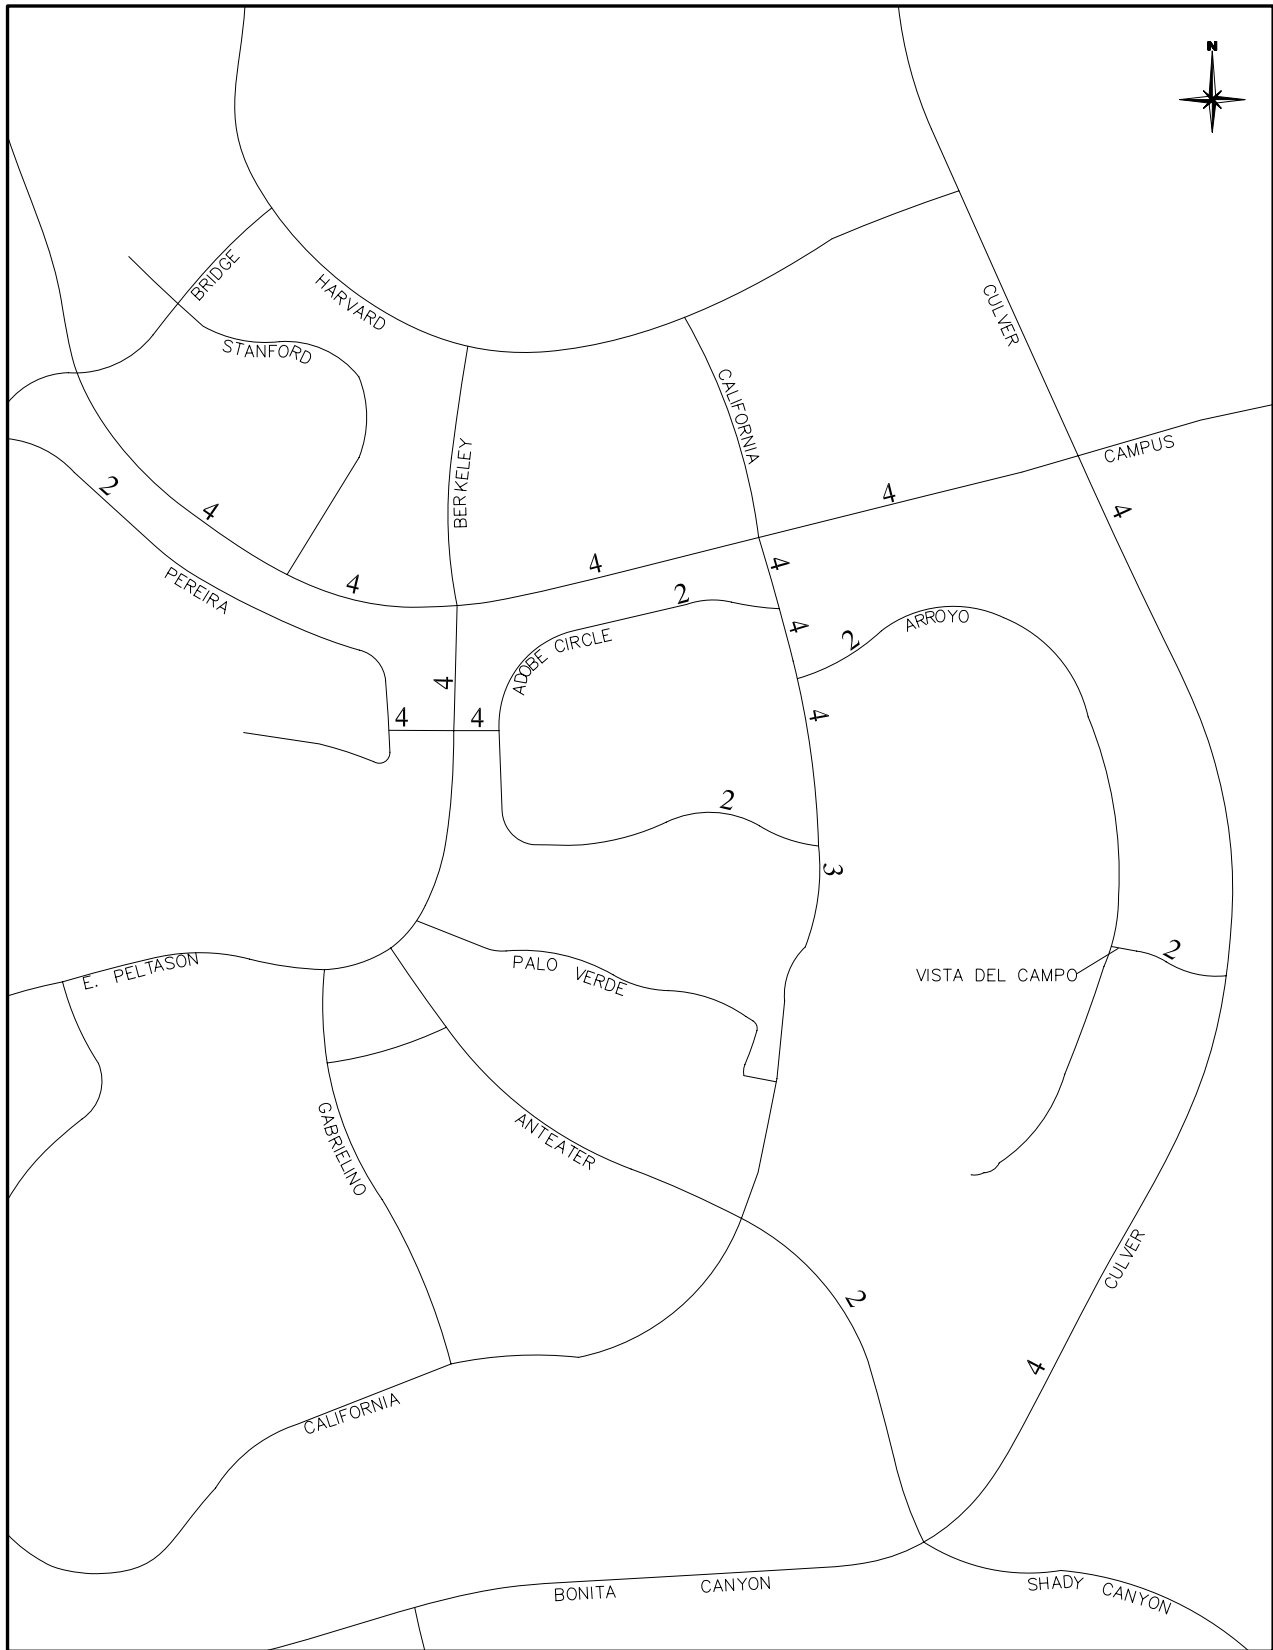 N
BRIDGE
HARVARD
CULVER
STANFORD
CALIFORNIA
BERKELEY
CAMPUS
2
4
4
4
PEREIRA
4
4
4
2
4
ADOBE CIRCLE
2
ARROYO
4
4
4
4
2
3
E. PELTASON
PALO VERDE
2
VISTA DEL CAMPO
GABRIELINO
ANTEATER
CULVER
2
4
CALIFORNIA
BONITA CANYON
SHADY CANYON